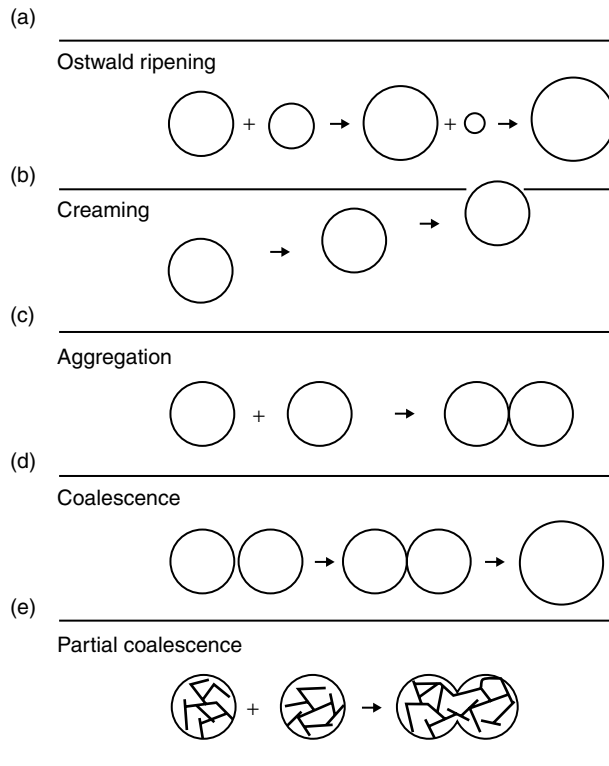 (a)
Ostwald ripening
+ +
(b)
Creaming
(c)
Aggregation
+
(d)
Coalescence
(e)
Partial coalescence
+